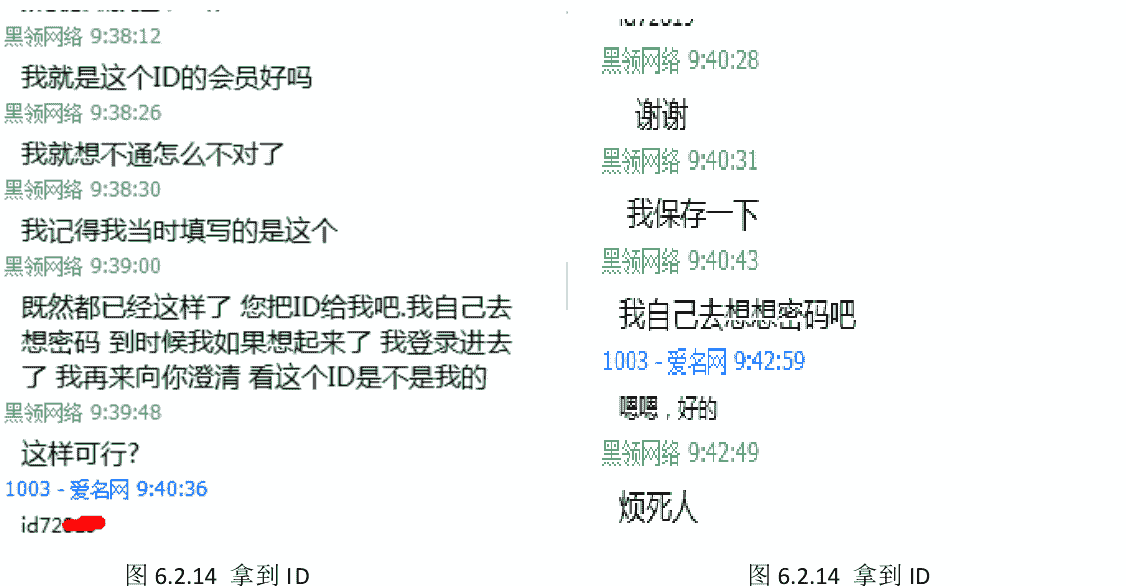 黑领网络 9:38:12
我就是这个ID的会员好吗
黑领网络 9:38:26
我就想不通怎么不对了
黑领网络 9:38:30
我记得我当时填写的是这个
黑领网络 9:39:00
既然都已经这样了 您把ID给我吧.我自己去
想密码 到时候我如果想起来了 我登录进去
了 我再来向你澄清 看这个ID是不是我的
黑领网络 9:39:48
这样可行?
1003 - 爱名网 9:40:36
id72
图 6.2.14 拿到 ID
黑领网络 9:40:28
谢谢
黑领网络 9:40:31
我保存一下
黑领网络 9:40:43
我自己去想想密码吧
1003 - 爱名网 9:42:59
嗯嗯，好的
黑领网络 9:42:49
烦死人
图 6.2.14 拿到 ID